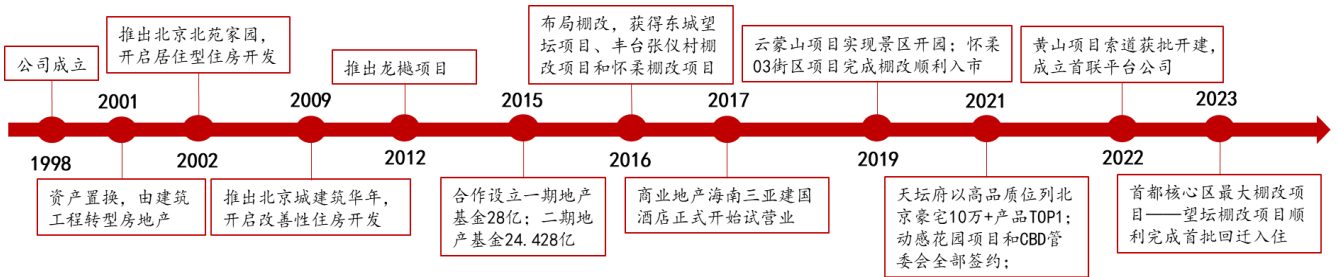 公司成立
1998
2001
资产置换，由建筑
工程转型房地产
推出北京北苑家园，
开启居住型住房开发
2002
2009
推出北京城建筑华年，
开启改善性住房开发
推出龙樾项目
2012
2015
合作设立一期地产
基金28亿；二期地
产基金24.428亿
布局棚改，获得东城望
坛项目、丰台张仪村棚
改项目和怀柔棚改项目
2016
2017
商业地产海南三亚建国
酒店正式开始试营业
云蒙山项目实现景区开园；怀柔
03街区项目完成棚改顺利入市
2019
2021
天坛府以高品质位列北
京豪宅10万+产品TOP1；
动感花园项目和CBD管
委会全部签约；
黄山项目索道获批开建，
成立首联平台公司
2022
2023
首都核心区最大棚改项
目——望坛棚改项目顺
利完成首批回迁入住